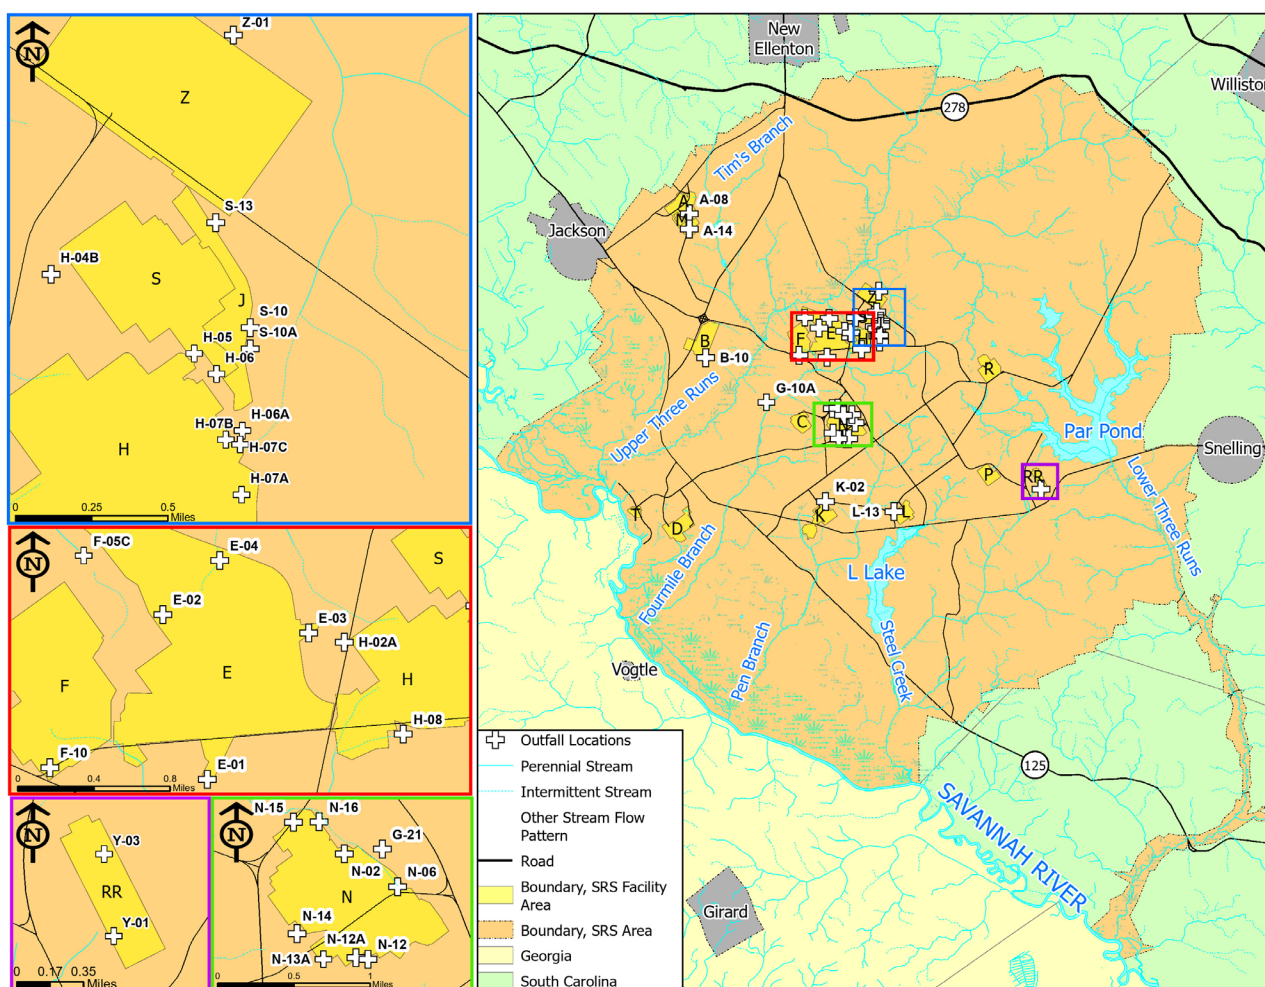 N
Z-01
Z
S-13
H-04B
S
J
S-10
S-10A
H-05
H-06
H-06A
H-07B
H-07C
H
H-07A
0
0.25
0.5
Miles
N
F-05C
E-04
S
E-02
E-03
H-02A
F
E
H
H-08
F-10
E-01
0
0.4
0.8
Miles
N
Y-03
RR
Y-01
0
0.17
0.35
Miles
N
N-15
N-16
G-21
N-02
N-06
N
N-14
N-12A
N-12
N-13A
0
0.5
1
Miles
New
Ellenton
Williston
278
Tim's Branch
A
A-08
M
A-14
Jackson
Z
F
E
H
B
B-10
R
Upper Three Runs
G-10A
C
N
Par Pond
Snelling
P
RR
K-02
L-13
L
K
T
D
Lower Three Runs
Fourmile Branch
L Lake
Steel Creek
Pen Branch
Vogtle
125
SAVANNAH RIVER
Girard
Outfall Locations
Perennial Stream
Intermittent Stream
Other Stream Flow
Pattern
Road
Boundary, SRS Facility
Area
Boundary, SRS Area
Georgia
South Carolina